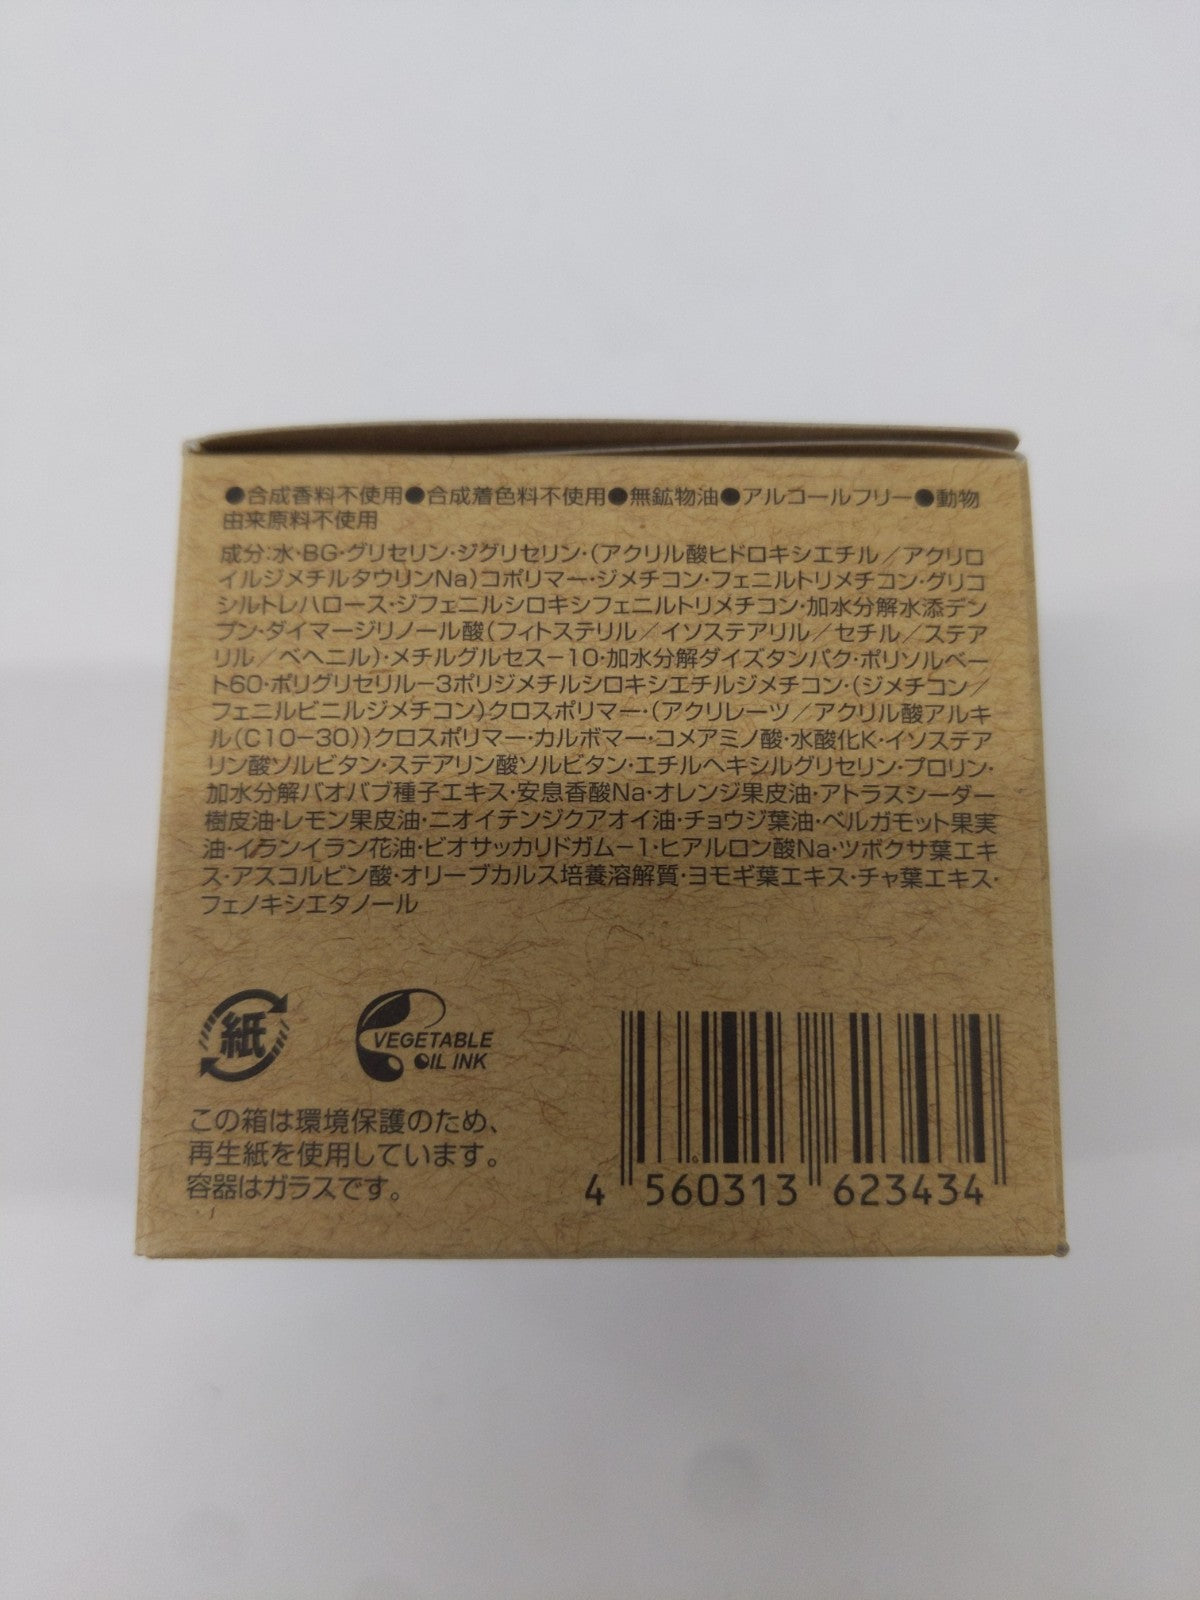 ●合成香料不使用●合成着色料不使用●無鉱物油●アルコールフリー●動物
由来原料不使用
成分:水・BG・グリセリン・ジグリセリン・(アクリル酸ヒドロキシエチル／アクリロ
イルジメチルタウリンNa)コポリマー・ジメチコン・フェニルトリメチコン・グリコ
シルトレハロース・ジフェニルシロキシフェニルトリメチコン・加水分解水添デン
プン・ダイマージリノール酸(フィトステリル／イソステアリル／セチル／ステア
リル／ベヘニル)・メチルグルセス－10・加水分解ダイズタンパク・ポリソルベー
ト60・ポリグリセリル－3ポリジメチルシロキシエチルジメチコン・(ジメチコン／
フェニルビニルジメチコン)クロスポリマー・(アクリレーツ／アクリル酸アルキ
ル(C10－30))クロスポリマー・カルボマー・コメアミノ酸・水酸化K・イソステア
リン酸ソルビタン・ステアリン酸ソルビタン・エチルヘキシルグリセリン・プロリン・
加水分解バオバブ種子エキス・安息香酸Na・オレンジ果皮油・アトラスシーダー
樹皮油・レモン果皮油・ニオイテンジクアオイ油・チョウジ葉油・ベルガモット果実
油・イランイラン花油・ビオサッカリドガム－1・ヒアルロン酸Na・ツボクサ葉エキ
ス・アスコルビン酸・オリーブカルス培養溶解質・ヨモギ葉エキス・チャ葉エキス・
フェノキシエタノール
紙
VEGETABLE
OIL INK
この箱は環境保護のため、
再生紙を使用しています。
容器はガラスです。
4 560313 623434